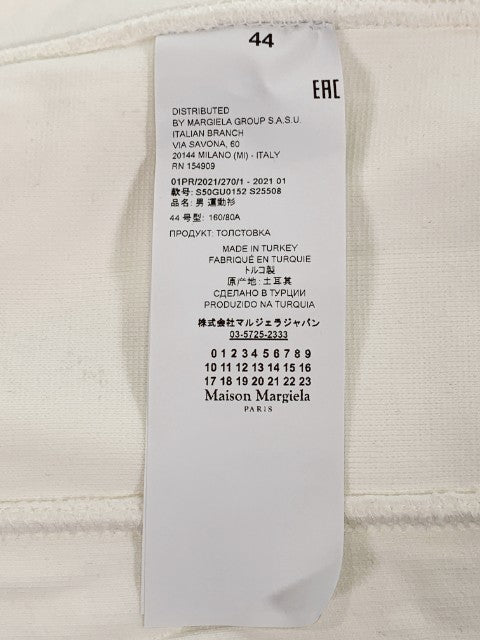 44
EAC
DISTRIBUTED
BY MARGIELA GROUP S.A.S.U.
ITALIAN BRANCH
VIA SAVONA, 60
20144 MILANO (MI) - ITALY
RN 154909
01PR/2021/270/1 - 2021 01
款号: S50GU0152 S25508
品名: 男 運動衫
44 号型: 160/80A
ПРОДУКТ: ТОЛСТОВКА
MADE IN TURKEY
FABRIQUÉ EN TURQUIE
トルコ製
原产地: 土耳其
СДЕЛАНО В ТУРЦИИ
PRODUZIDO NA TURQUIA
株式会社マルジェラジャパン
03-5725-2333
0 1 2 3 4 5 6 7 8 9
10 11 12 13 14 15 16
17 18 19 20 21 22 23
Maison Margiela
PARIS